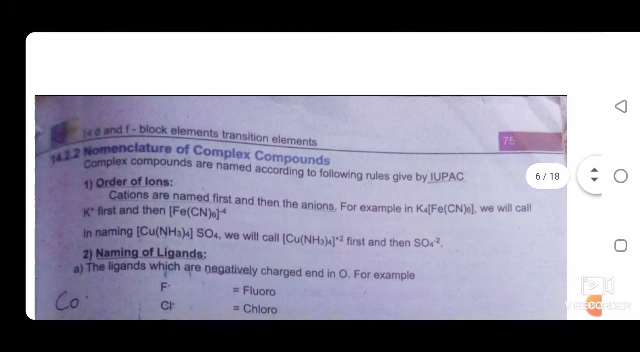 14 d and f - block elements transition elements
75
14.2.2 Nomenclature of Complex Compounds
Complex compounds are named according to following rules give by IUPAC
6 / 18
1) Order of Ions:
Cations are named first and then the anions. For example in K₄[Fe(CN)₆], we will call
K⁺ first and then [Fe(CN)₆]⁻⁴
In naming [Cu(NH₃)₄] SO₄, we will call [Cu(NH₃)₄]⁺² first and then SO₄⁻².
2) Naming of Ligands:
a) The ligands which are negatively charged end in O. For example
F⁻ = Fluoro
Co
Cl⁻ = Chloro
RECORDER